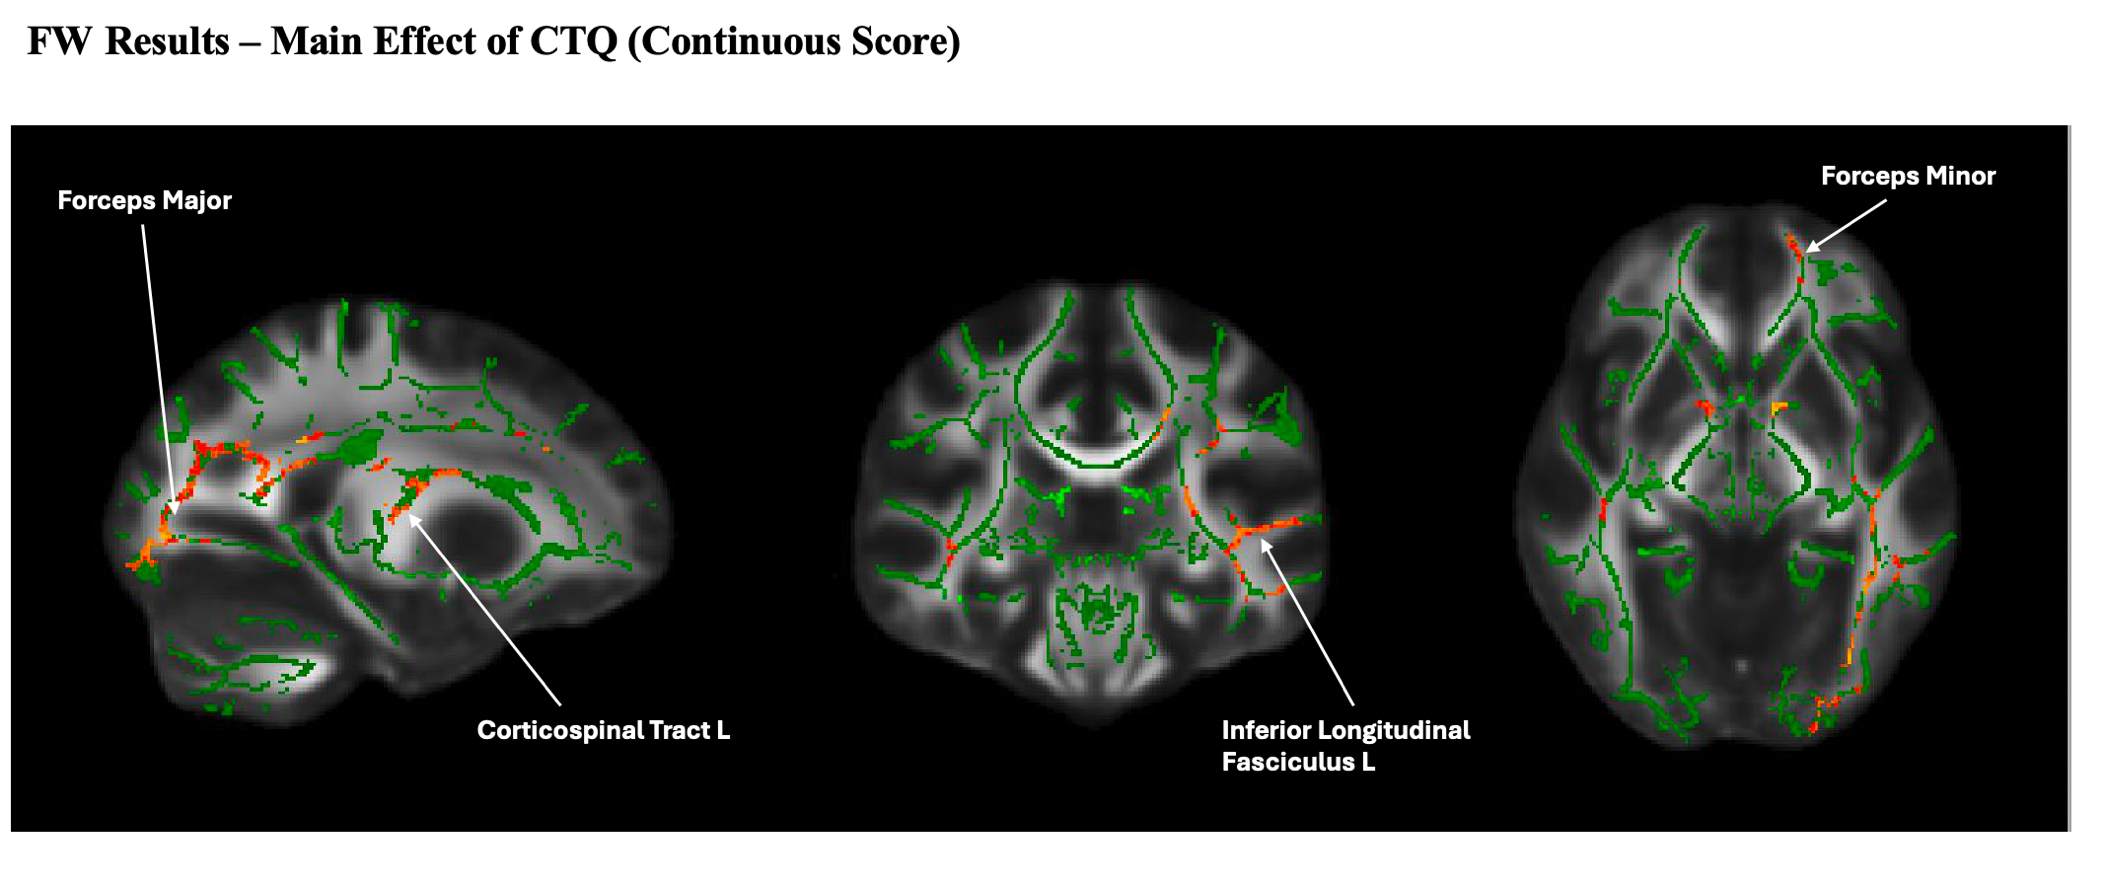 FW Results – Main Effect of CTQ (Continuous Score)
Forceps Major
Forceps Minor
Corticospinal Tract L
Inferior Longitudinal
Fasciculus L